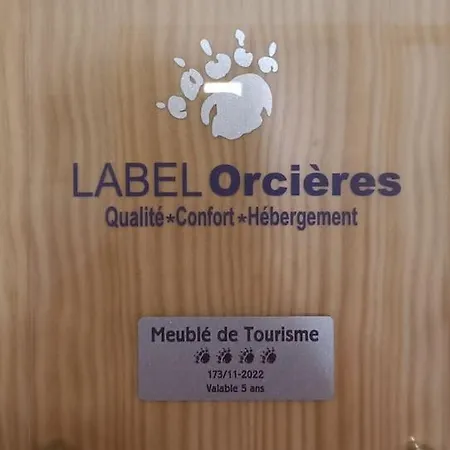 LABEL Orcières
Qualité*Confort*Hébergement
Meublé de Tourisme
173/11-2022
Valable 5 ans